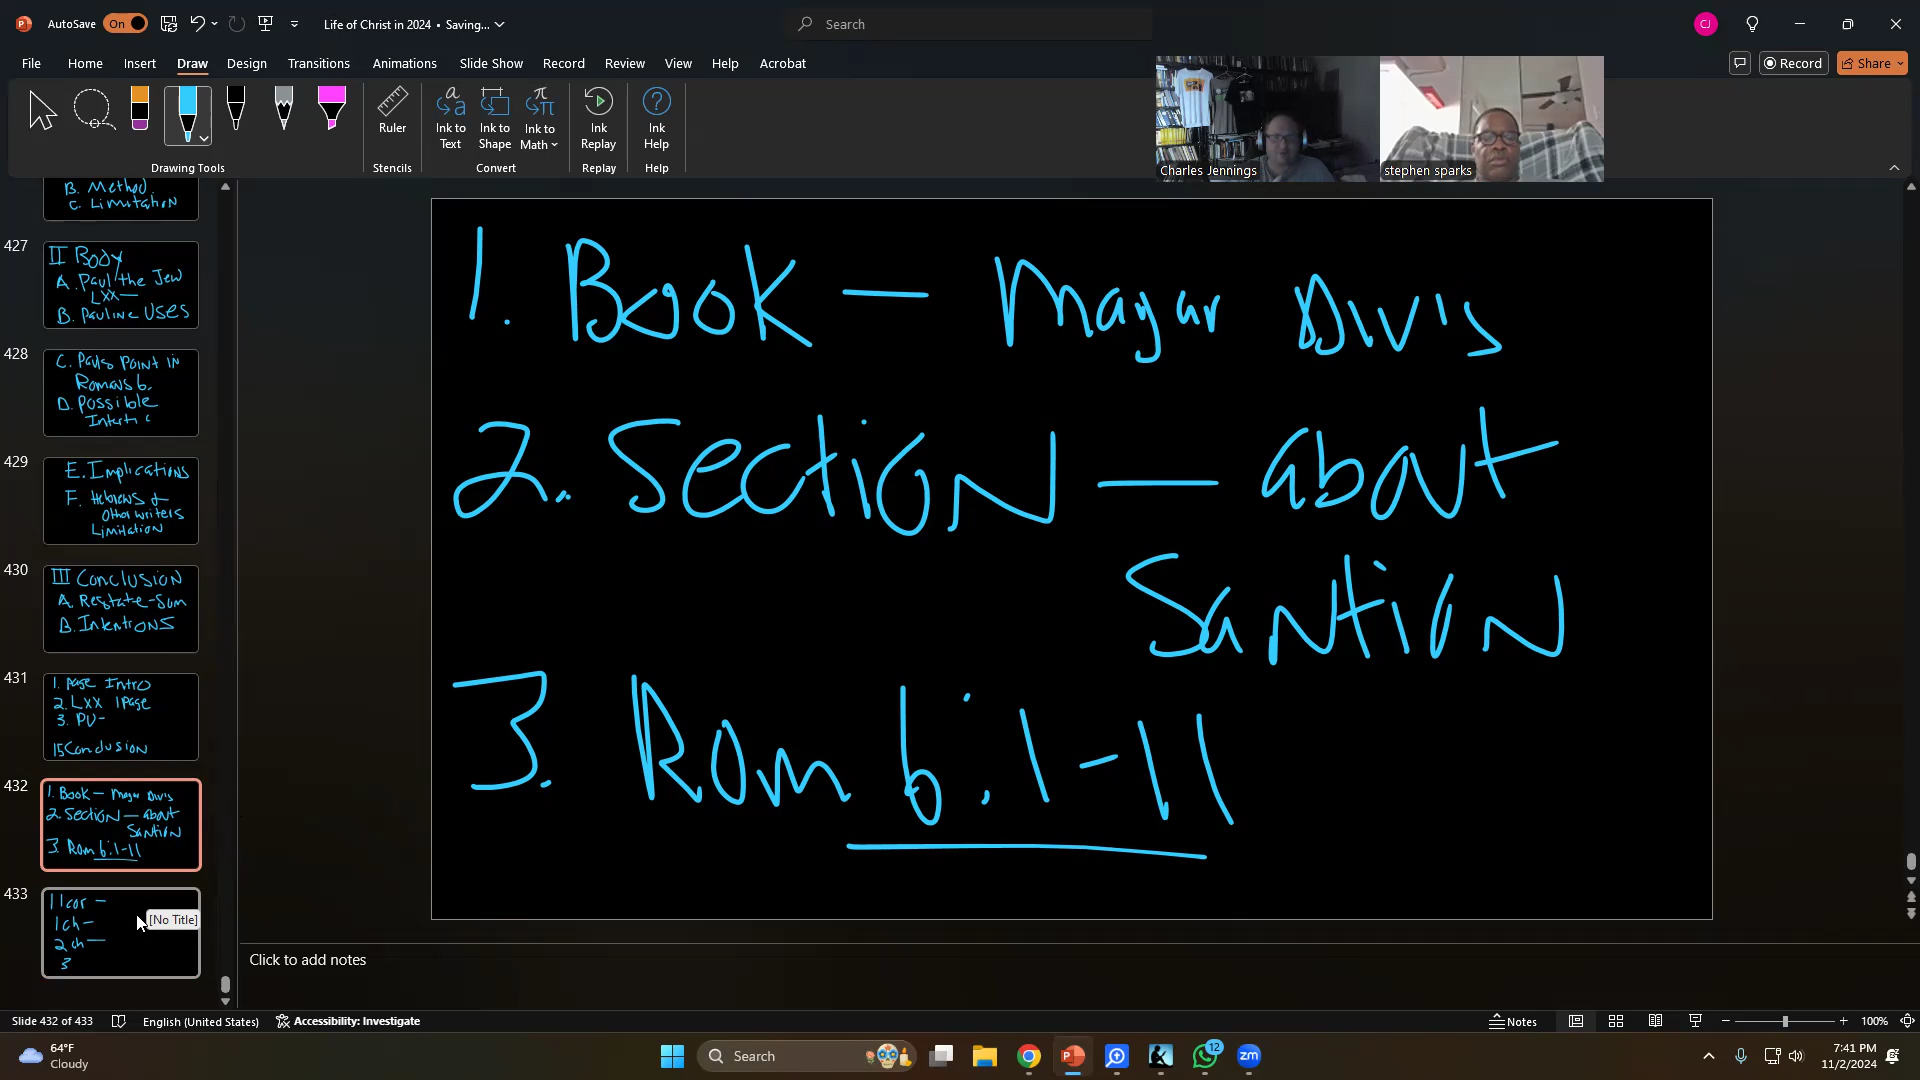 AutoSave On Life of Christ in 2024 • Saving... Search CJ
File Home Insert Draw Design Transitions Animations Slide Show Record Review View Help Acrobat Record Share
Ruler Ink to Text Ink to Shape Ink to Math Ink Replay Ink Help
Drawing Tools Stencils Convert Replay Help
Charles Jennings stephen sparks
B. Method
C. Limitation
427
II Body
A. Paul the Jew
LXX —
B. Pauline Uses
428
C. Pauls Point in
Romans 6.
D. Possible
429
E. Implications
F. Hebrews &
Other writers
Limitation
430
III Conclusion
A. Restate-Sum
B. Intentions
431
1. Page Intro
2. LXX 1Page
3. PU-
15 Conclusion
432
1. Book — Mayar Div's
2. Section — about
Santion
3. Rom 6:1-11
433
1 1 cor —
1 ch —
2 ch —
3
[No Title]
1. Book — Mayar Div's
2. Section — about
Santion
3. Rom 6:1-11
Click to add notes
Slide 432 of 433 English (United States) Accessibility: Investigate Notes 100%
64°F
Cloudy
Search
12
zm
7:41 PM
11/2/2024